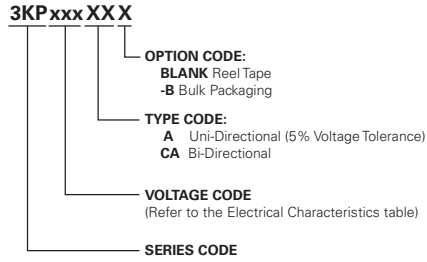 3KPxxxXXX
OPTION CODE:
BLANK Reel Tape
-B Bulk Packaging
TYPE CODE:
A Uni-Directional (5% Voltage Tolerance)
CA Bi-Directional
VOLTAGE CODE
(Refer to the Electrical Characteristics table)
SERIES CODE